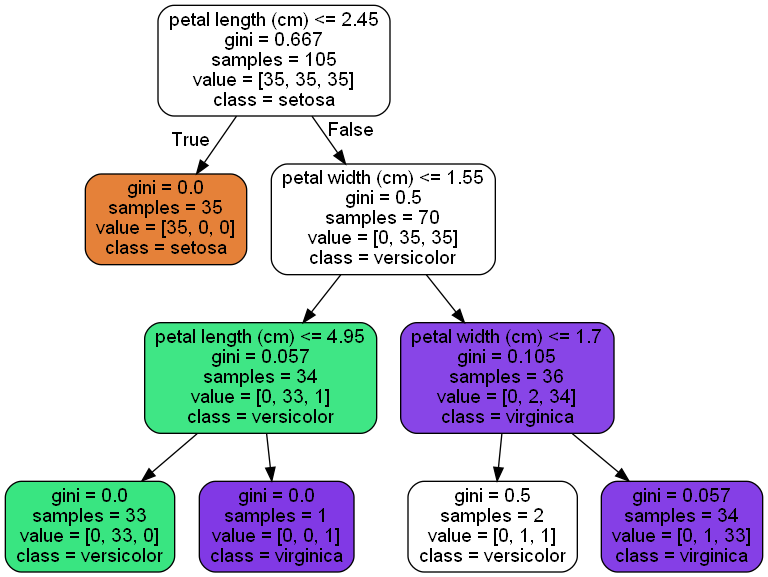 petal length (cm) <= 2.45
gini = 0.667
samples = 105
value = [35, 35, 35]
class = setosa
True
False
gini = 0.0
samples = 35
value = [35, 0, 0]
class = setosa
petal width (cm) <= 1.55
gini = 0.5
samples = 70
value = [0, 35, 35]
class = versicolor
petal length (cm) <= 4.95
gini = 0.057
samples = 34
value = [0, 33, 1]
class = versicolor
petal width (cm) <= 1.7
gini = 0.105
samples = 36
value = [0, 2, 34]
class = virginica
gini = 0.0
samples = 33
value = [0, 33, 0]
class = versicolor
gini = 0.0
samples = 1
value = [0, 0, 1]
class = virginica
gini = 0.5
samples = 2
value = [0, 1, 1]
class = versicolor
gini = 0.057
samples = 34
value = [0, 1, 33]
class = virginica